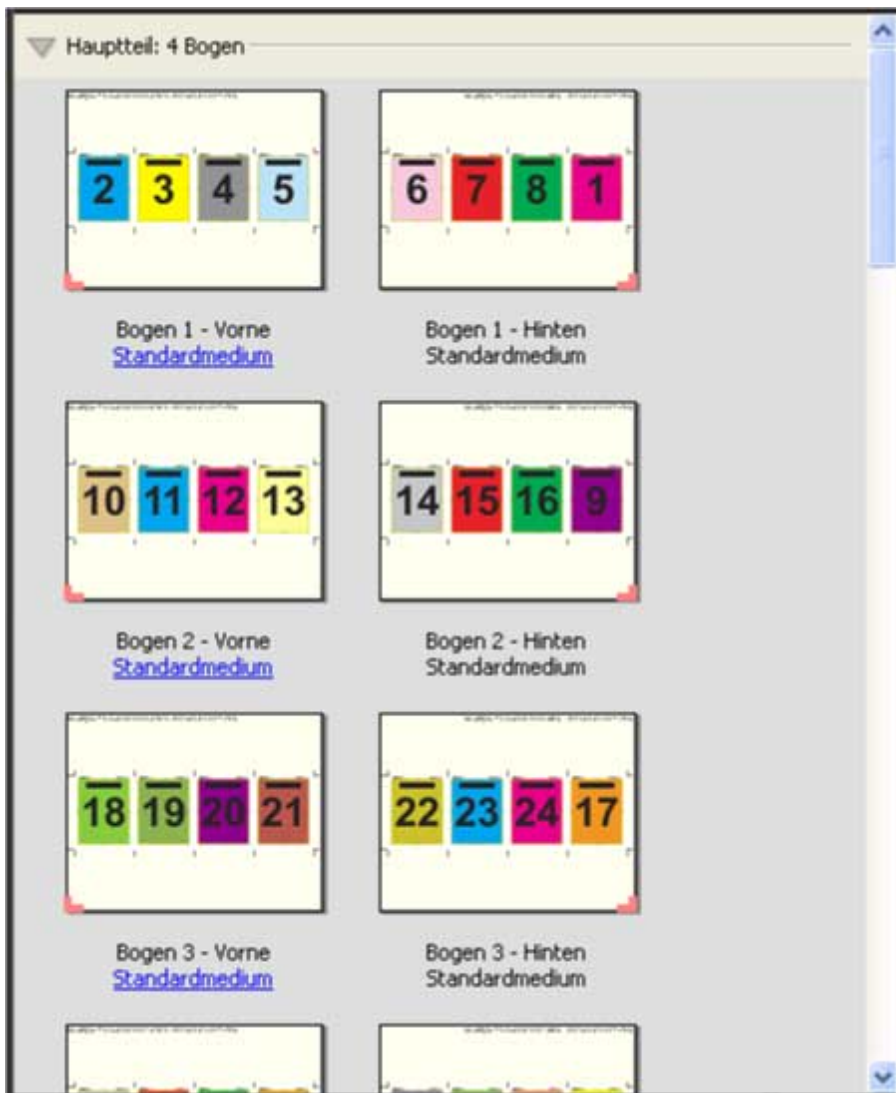 Hauptteil: 4 Bogen
2 3 4 5
6 7 8 1
Bogen 1 - Vorne
Standardmedium
Bogen 1 - Hinten
Standardmedium
10 11 12 13
14 15 16 9
Bogen 2 - Vorne
Standardmedium
Bogen 2 - Hinten
Standardmedium
18 19 20 21
22 23 24 17
Bogen 3 - Vorne
Standardmedium
Bogen 3 - Hinten
Standardmedium